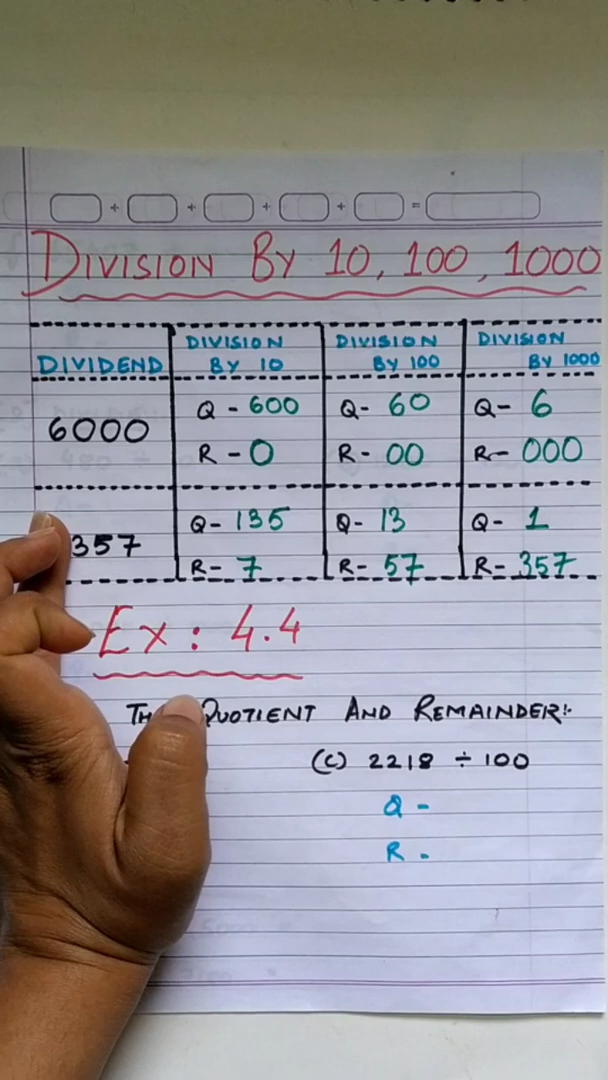 + + + + =
DIVISION BY 10, 100, 1000
DIVIDEND DIVISION BY 10 DIVISION BY 100 DIVISION BY 1000
6000 Q - 600 Q- 60 Q- 6
R - 0 R- 00 R- 000
357 Q- 135 Q- 13 Q- 1
R- 7 R- 57 R- 357
Ex: 4.4
QUOTIENT AND REMAINDER:-
(C) 2218 ÷ 100
Q -
R -